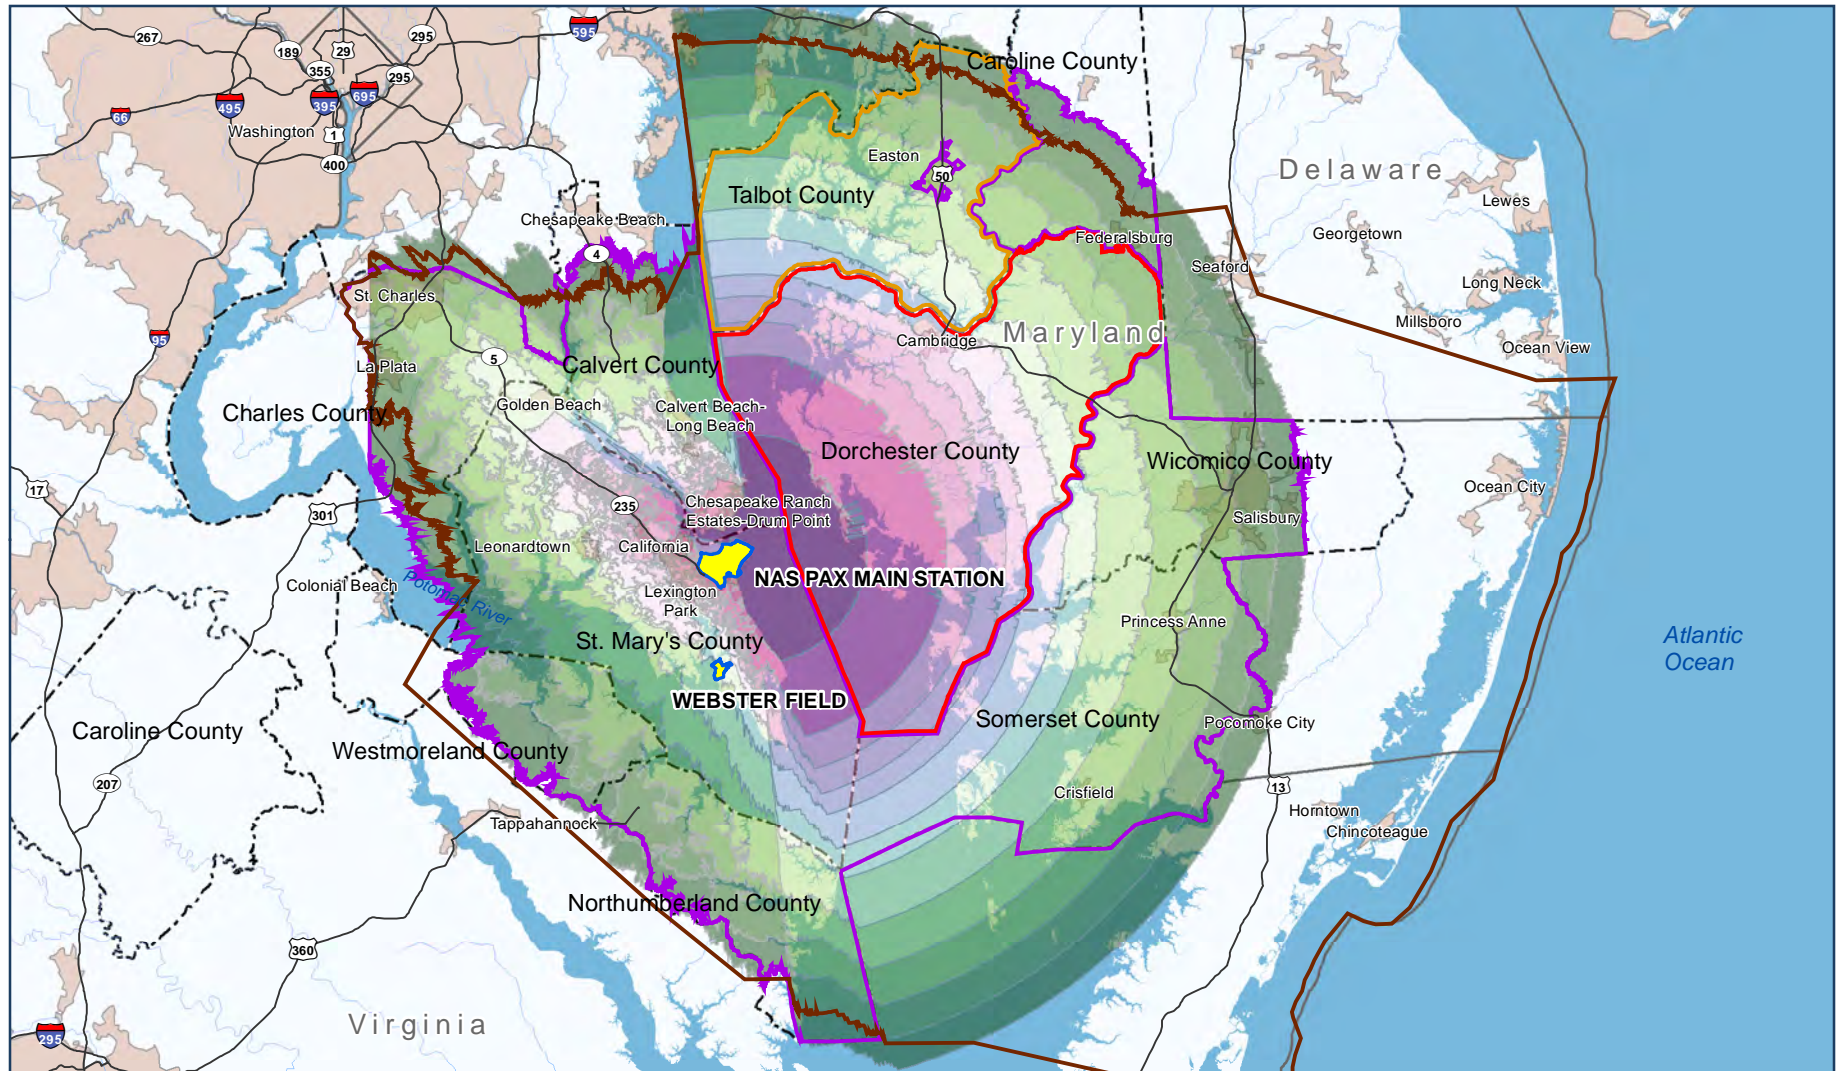 267
189
29
295
595
355
295
495
395
695
66
Washington
1
400
Caroline County
Easton
50
Talbot County
Delaware
Lewes
Georgetown
Chesapeake Beach
4
Federalsburg
Seaford
Long Neck
St. Charles
Millsboro
Ocean View
95
5
La Plata
Calvert County
Cambridge
Maryland
Charles County
Golden Beach
Calvert Beach-
Long Beach
Dorchester County
Wicomico County
17
301
235
Chesapeake Ranch
Estates-Drum Point
Ocean City
Salisbury
Leonardtown
California
Colonial Beach
Potomac River
NAS PAX MAIN STATION
Lexington
Park
Princess Anne
St. Mary's County
Atlantic
Ocean
WEBSTER FIELD
Somerset County
Pocomoke City
Caroline County
Westmoreland County
207
13
Crisfield
Horntown
Chincoteague
Tappahannock
Northumberland County
360
Virginia
295